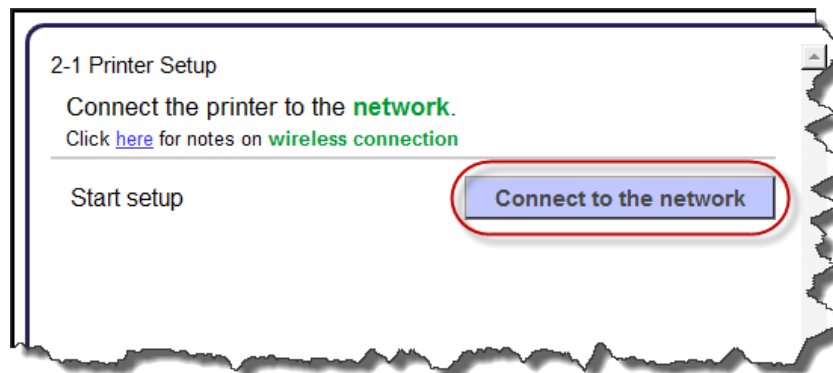 2-1 Printer Setup
Connect the printer to the network.
Click here for notes on wireless connection
Start setup
Connect to the network